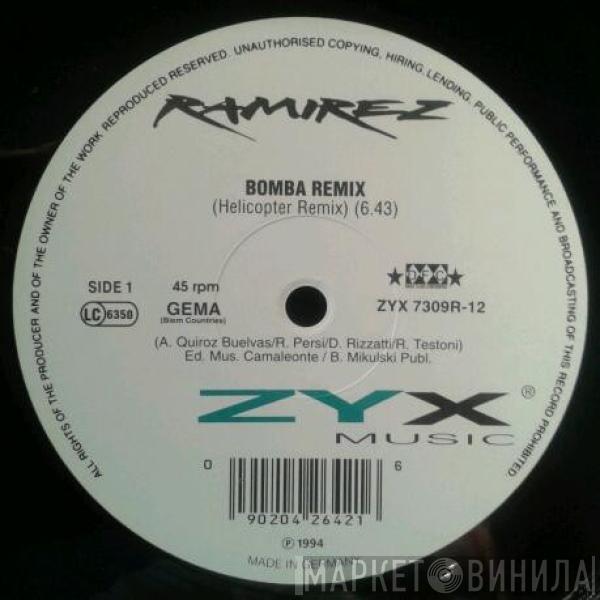 ALL RIGHTS OF THE PRODUCER AND OF THE OWNER OF THE WORK REPRODUCED RESERVED. UNAUTHORISED COPYING, HIRING, LENDING, PUBLIC PERFORMANCE AND BROADCASTING OF THIS RECORD PROHIBITED.
RAMIREZ
BOMBA REMIX
(Helicopter Remix) (6.43)
SIDE 1 45 rpm
DFC
LC 6350 GEMA ZYX 7309R-12
(Biem Countries)
(A. Quiroz Buelvas/R. Persi/D. Rizzatti/R. Testoni)
Ed. Mus. Camaleonte / B. Mikulski Publ.
ZYX ®
MUSIC
0 6
90204 26421
℗ 1994
MADE IN GERMANY
МАРКЕТ ВИНИЛА